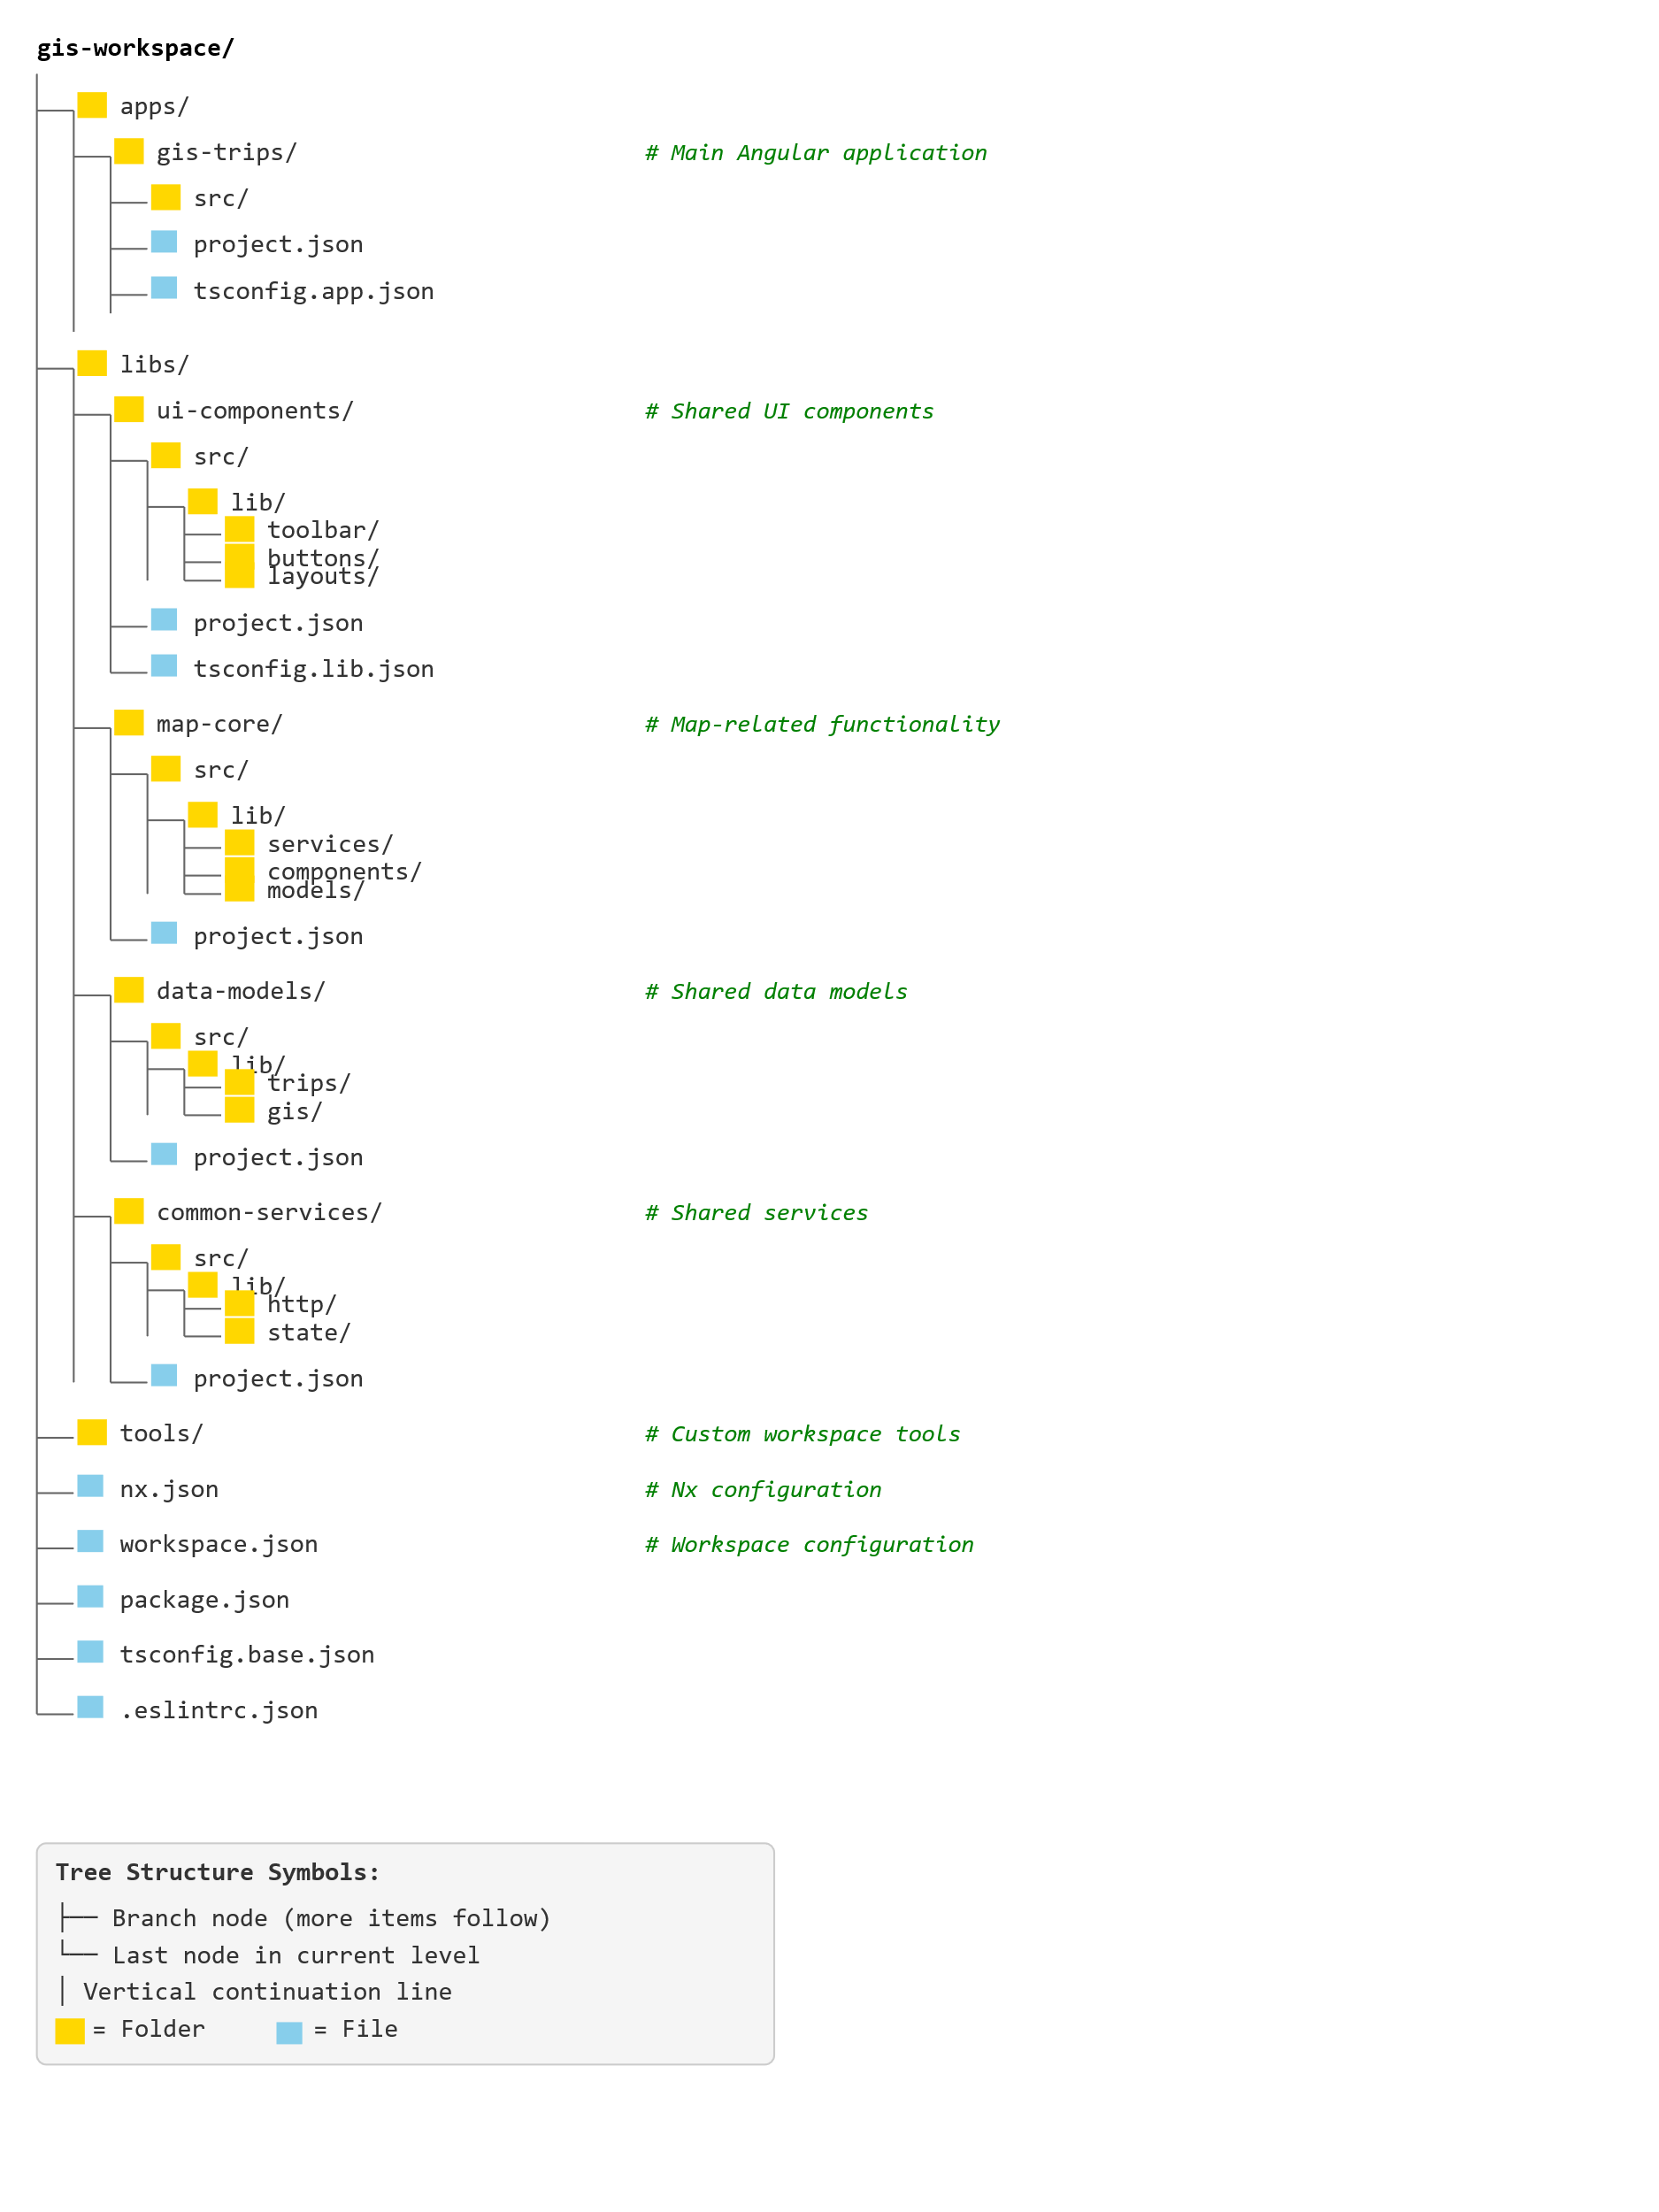 gis-workspace/
apps/
gis-trips/ # Main Angular application
src/
project.json
tsconfig.app.json
libs/
ui-components/ # Shared UI components
src/
lib/
toolbar/
buttons/
layouts/
project.json
tsconfig.lib.json
map-core/ # Map-related functionality
src/
lib/
services/
components/
models/
project.json
data-models/ # Shared data models
src/
lib/
trips/
gis/
project.json
common-services/ # Shared services
src/
lib/
http/
state/
project.json
tools/ # Custom workspace tools
nx.json # Nx configuration
workspace.json # Workspace configuration
package.json
tsconfig.base.json
.eslintrc.json
Tree Structure Symbols:
├── Branch node (more items follow)
└── Last node in current level
│ Vertical continuation line
= Folder = File